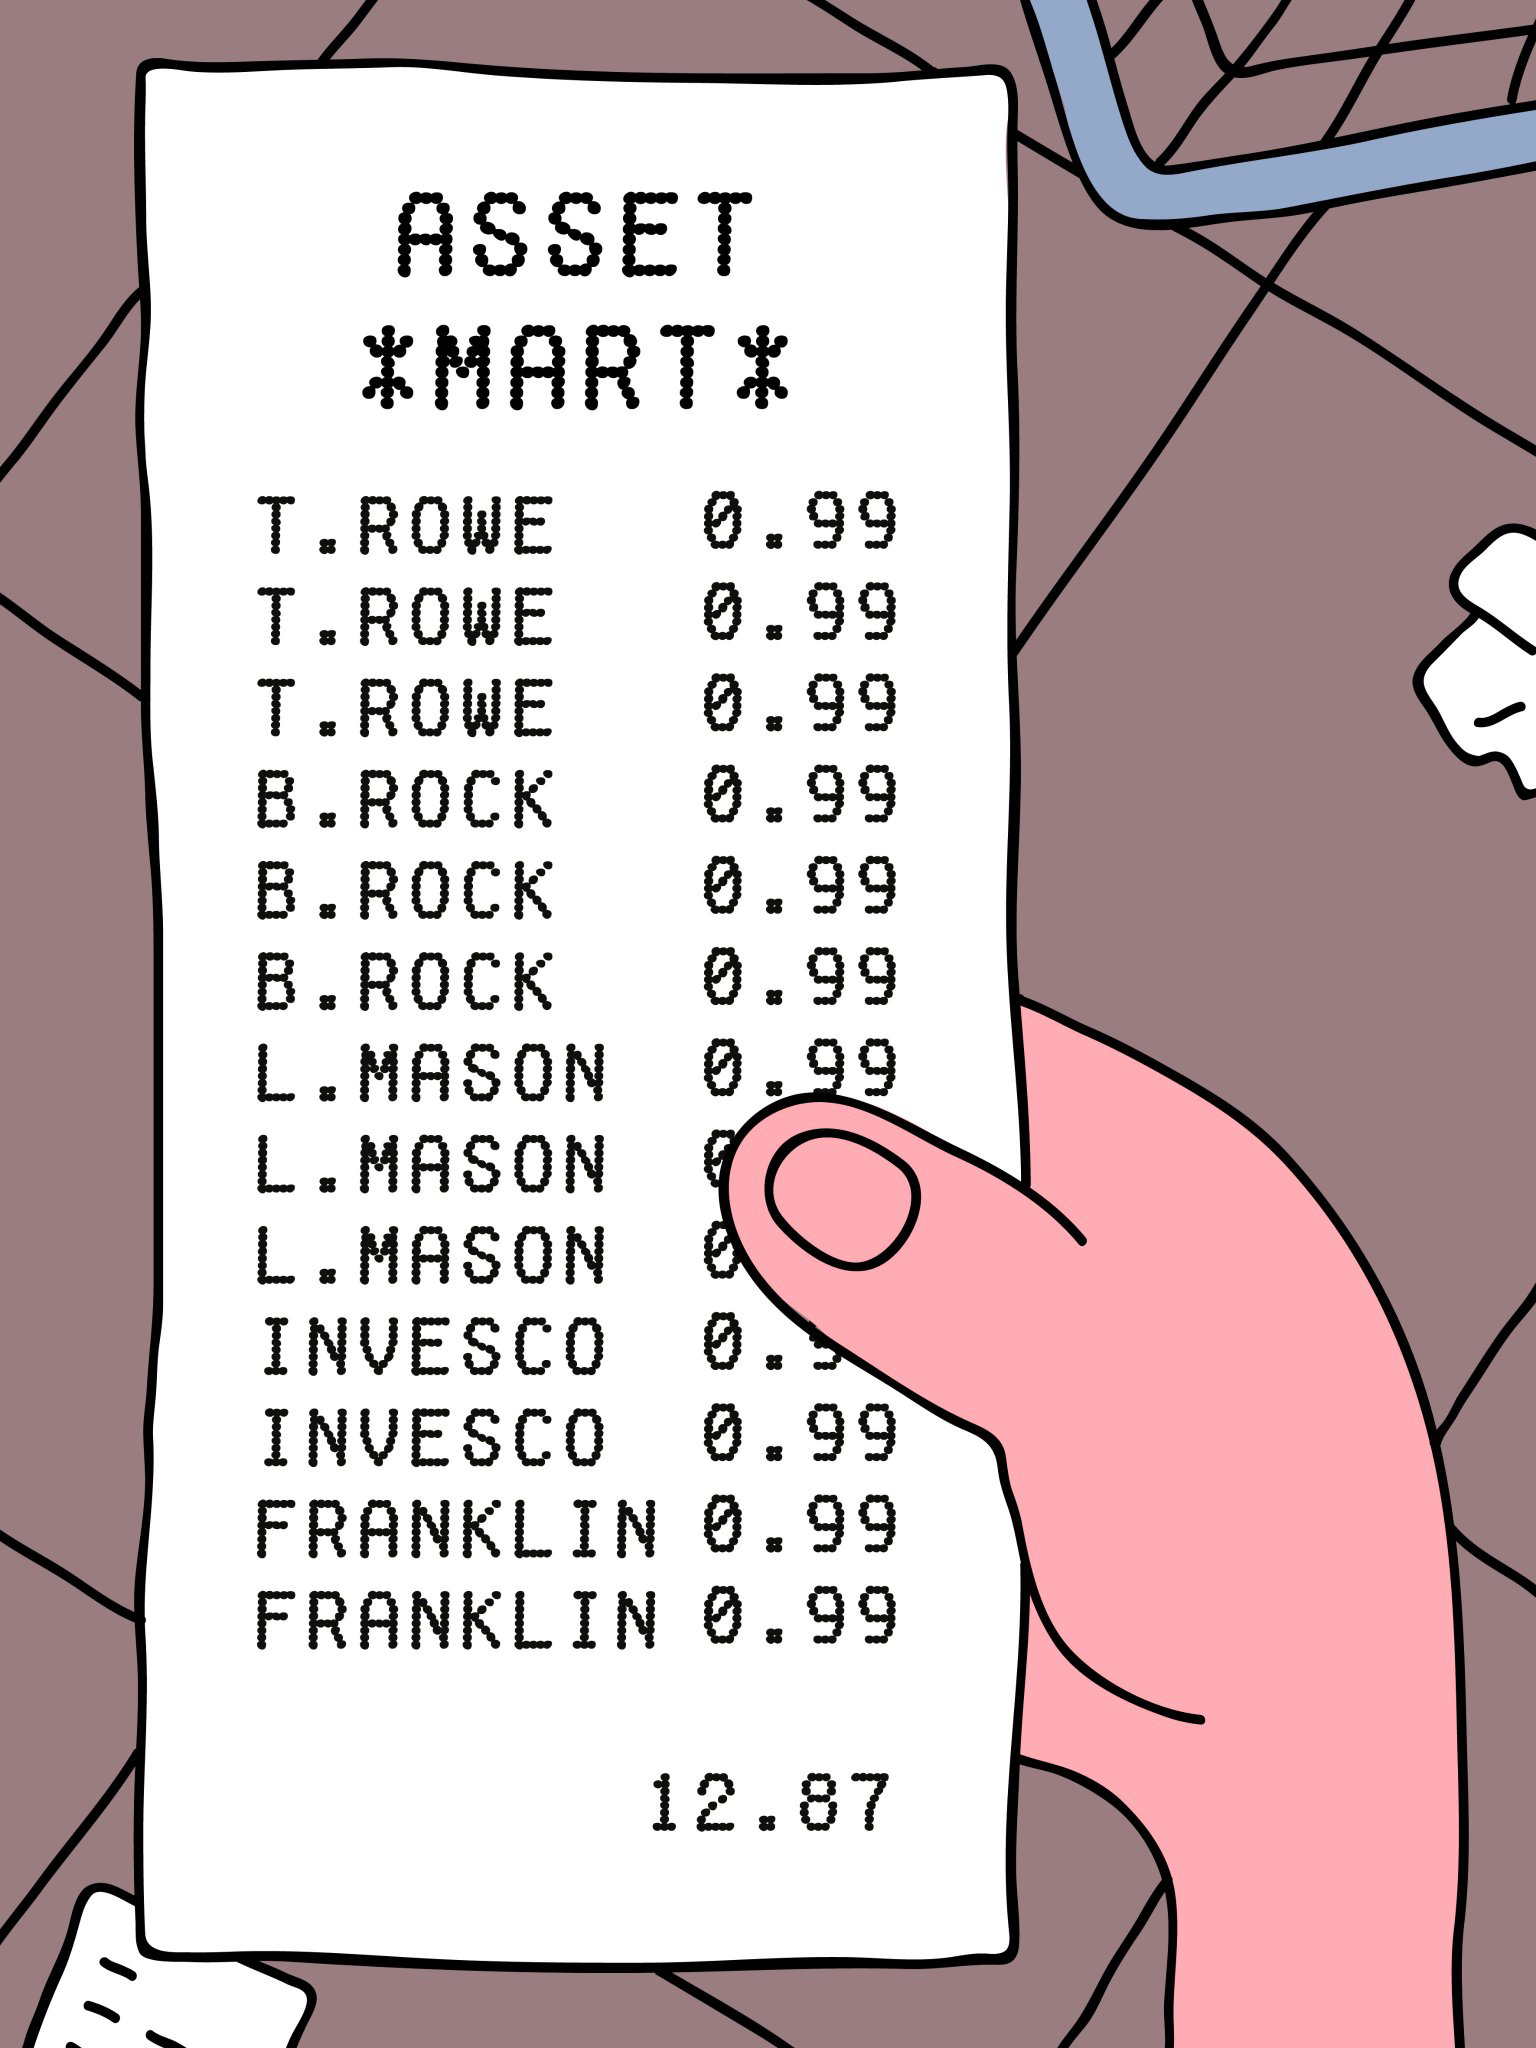 ASSET
*MART*
T.ROWE 0.99
T.ROWE 0.99
T.ROWE 0.99
B.ROCK 0.99
B.ROCK 0.99
B.ROCK 0.99
L.MASON 0.99
L.MASON
L.MASON
INVESCO
INVESCO 0.99
FRANKLIN 0.99
FRANKLIN 0.99
12.87